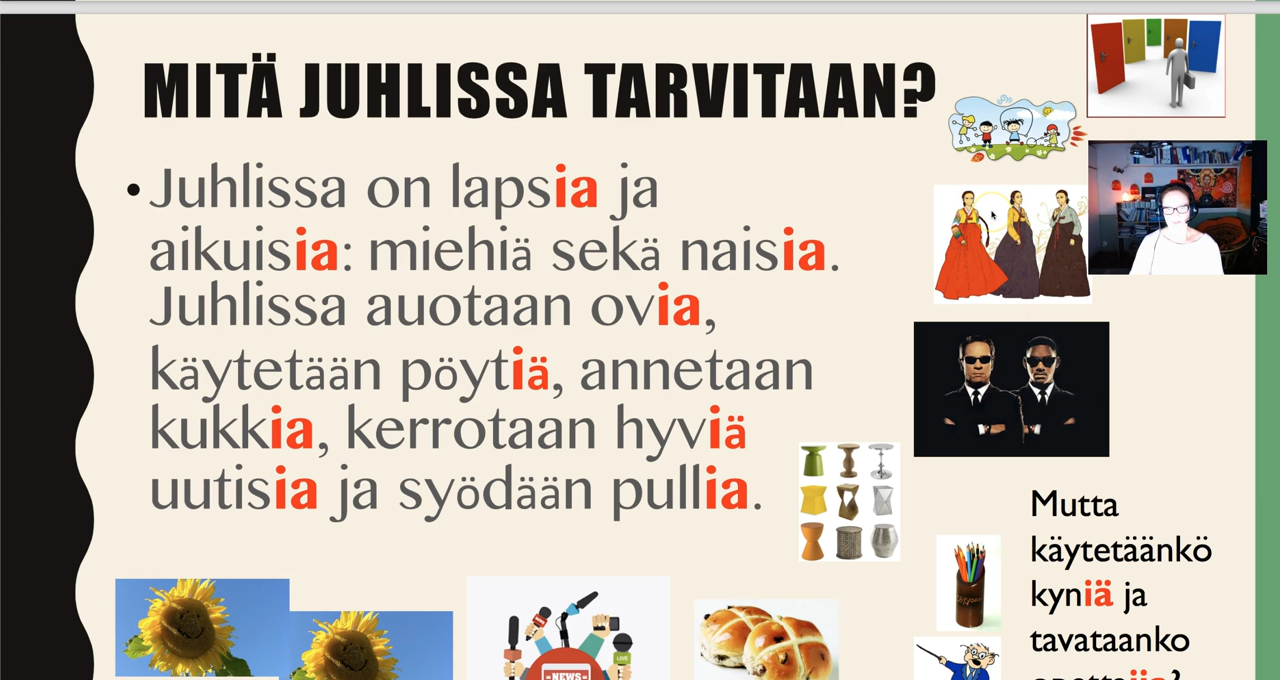 MITÄ JUHLISSA TARVITAAN?
• Juhlissa on lapsia ja
aikuisia: miehiä sekä naisia.
Juhlissa auotaan ovia,
käytetään pöytiä, annetaan
kukkia, kerrotaan hyviä
uutisia ja syödään pullia.
Mutta
käytetäänkö
kyniä ja
tavataanko
NEWS
LIVE